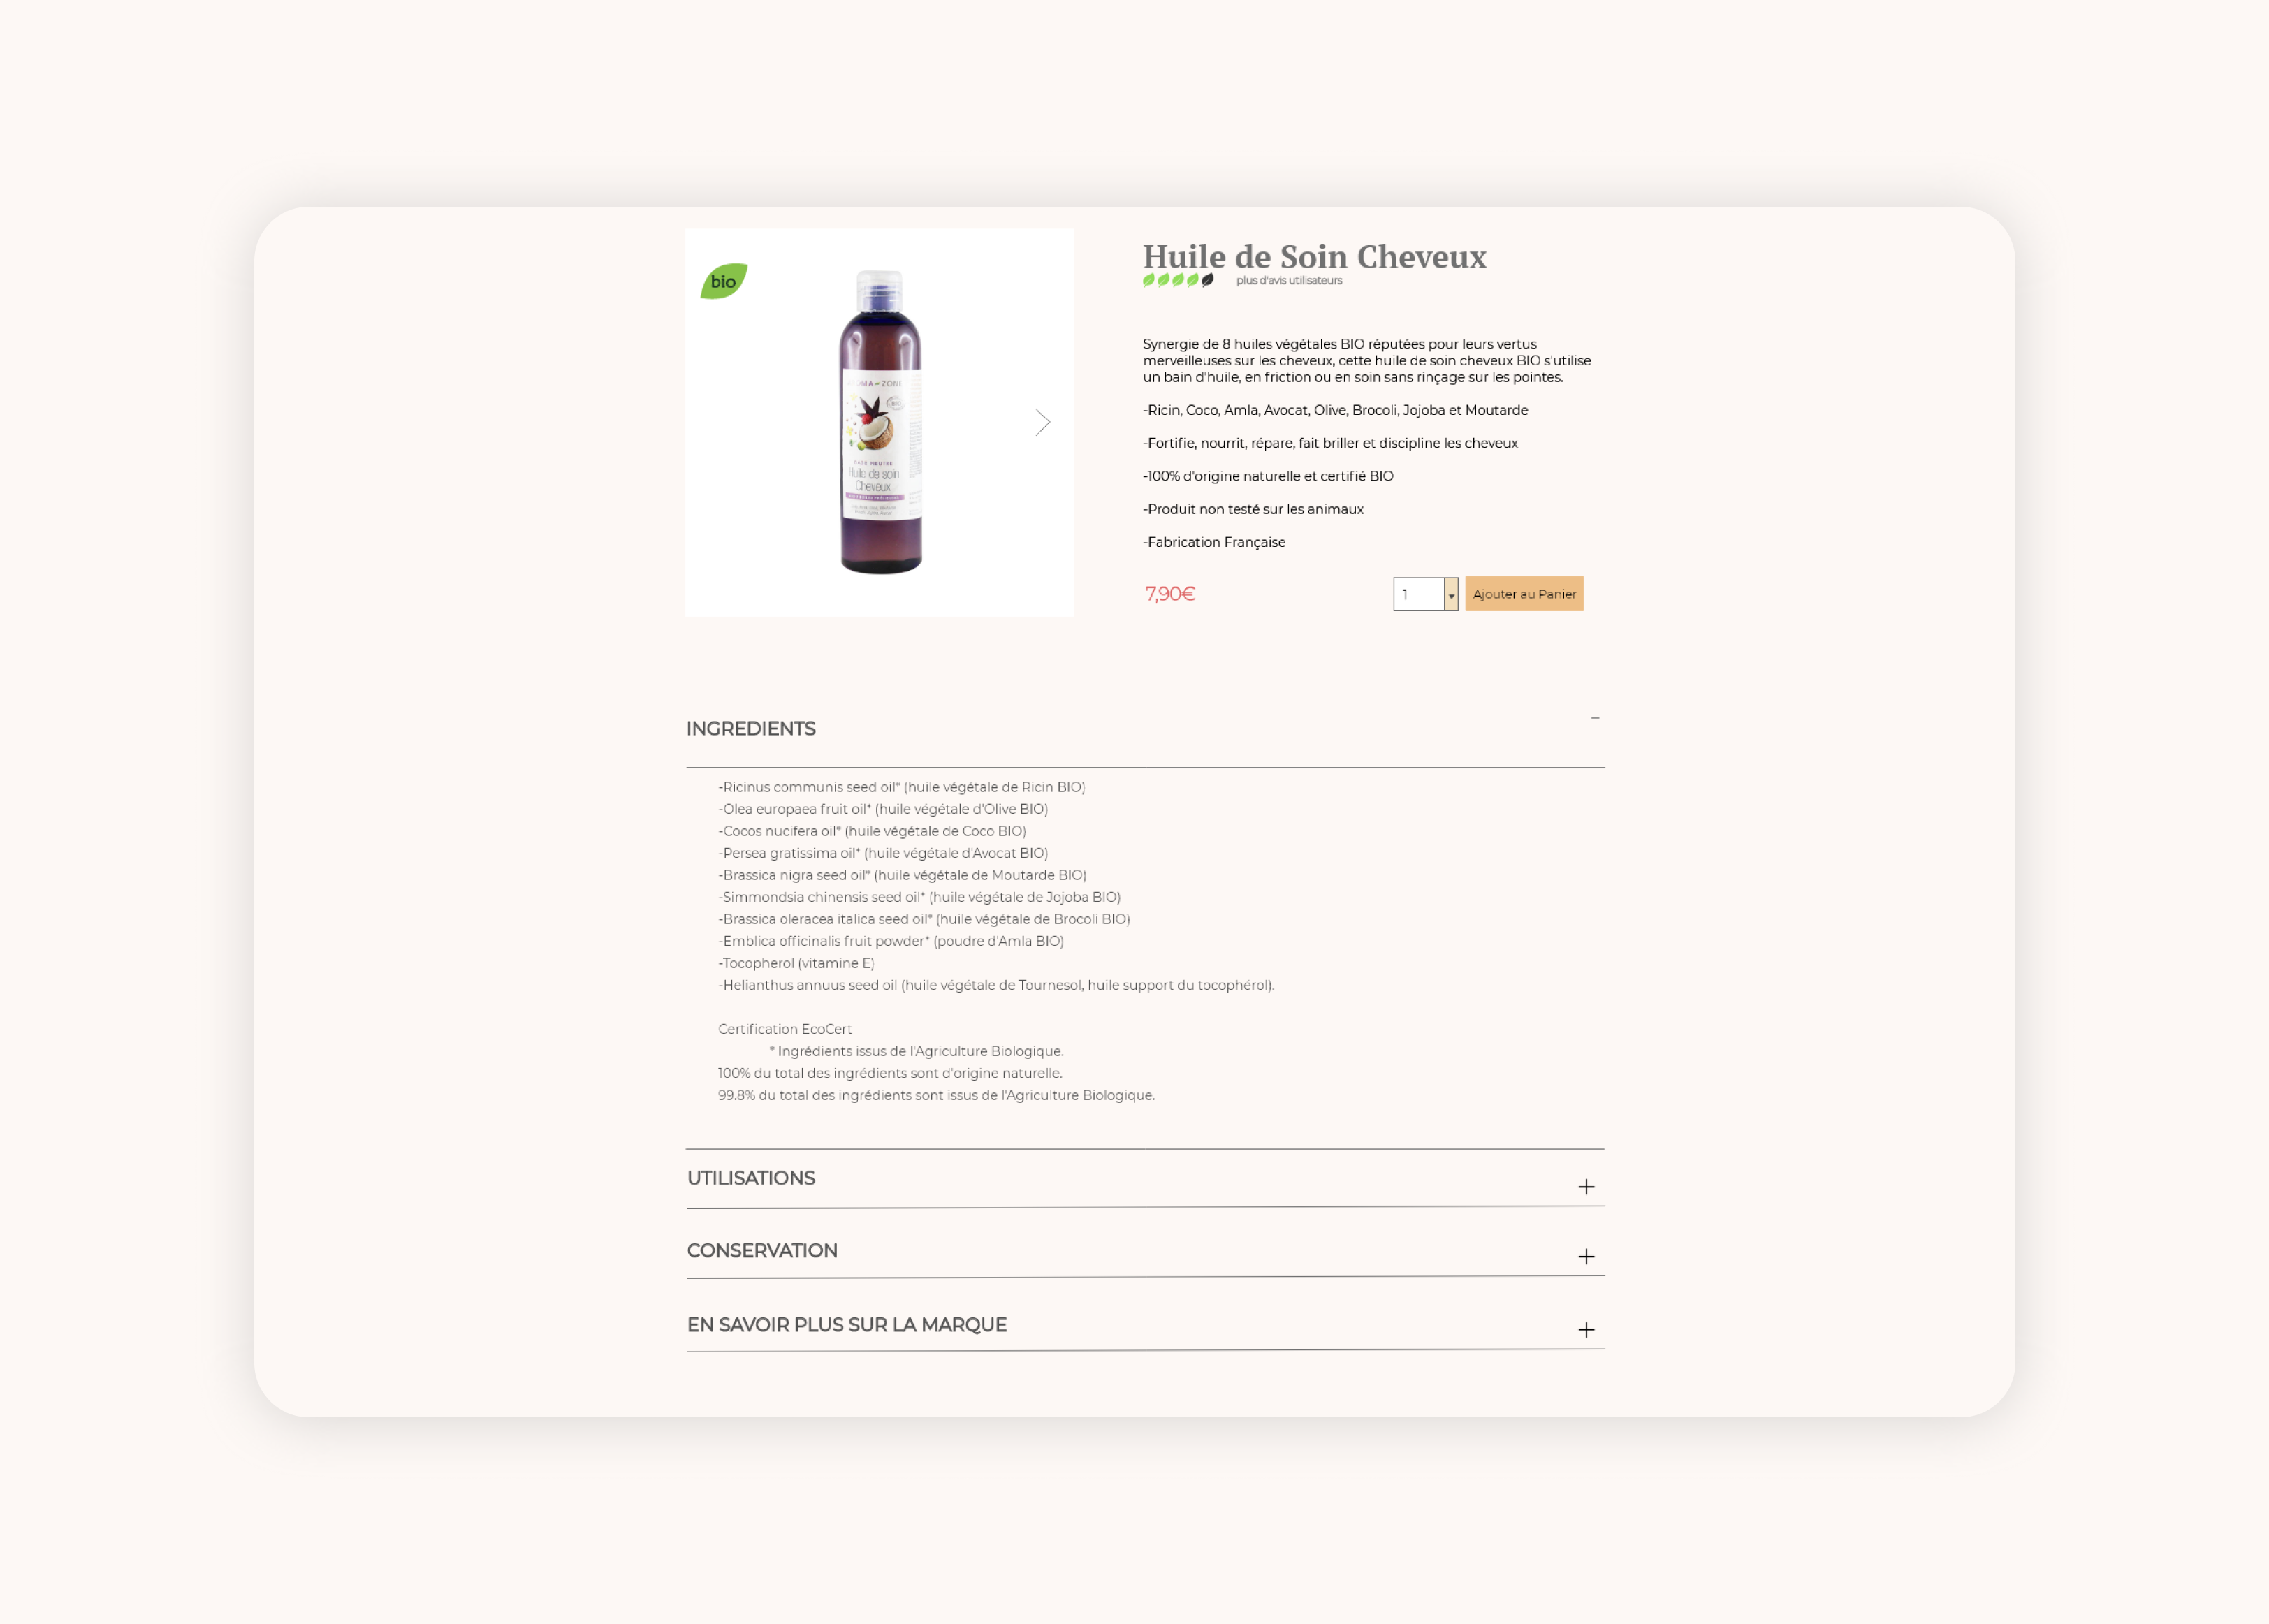 bio
UMA ZON
BASE NEUTRE
Huile de soin
Cheveux
Huile de Soin Cheveux
plus d'avis utilisateurs
Synergie de 8 huiles végétales BIO réputées pour leurs vertus
merveilleuses sur les cheveux, cette huile de soin cheveux BIO s'utilise
un bain d'huile, en friction ou en soin sans rinçage sur les pointes.
-Ricin, Coco, Amla, Avocat, Olive, Brocoli, Jojoba et Moutarde
-Fortifie, nourrit, répare, fait briller et discipline les cheveux
-100% d'origine naturelle et certifié BIO
-Produit non testé sur les animaux
-Fabrication Française
7,90€
1
Ajouter au Panier
INGREDIENTS
-Ricinus communis seed oil* (huile végétale de Ricin BIO)
-Olea europaea fruit oil* (huile végétale d'Olive BIO)
-Cocos nucifera oil* (huile végétale de Coco BIO)
-Persea gratissima oil* (huile végétale d'Avocat BIO)
-Brassica nigra seed oil* (huile végétale de Moutarde BIO)
-Simmondsia chinensis seed oil* (huile végétale de Jojoba BIO)
-Brassica oleracea italica seed oil* (huile végétale de Brocoli BIO)
-Emblica officinalis fruit powder* (poudre d'Amla BIO)
-Tocopherol (vitamine E)
-Helianthus annuus seed oil (huile végétale de Tournesol, huile support du tocophérol).
Certification EcoCert
* Ingrédients issus de l'Agriculture Biologique.
100% du total des ingrédients sont d'origine naturelle.
99.8% du total des ingrédients sont issus de l'Agriculture Biologique.
UTILISATIONS
CONSERVATION
EN SAVOIR PLUS SUR LA MARQUE